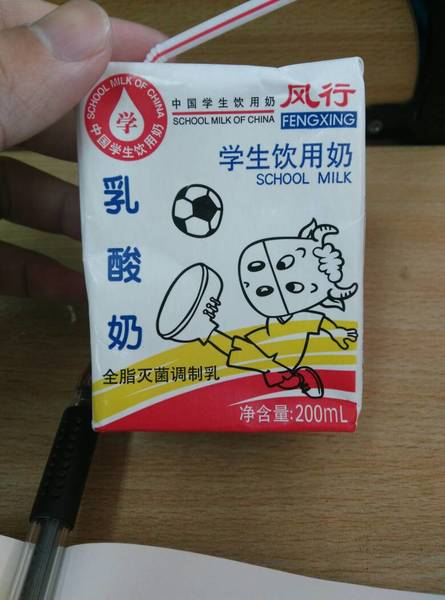 SCHOOL MILK OF CHINA
学
中国学生饮用奶
中国学生饮用奶
SCHOOL MILK OF CHINA
风行
FENGXING
学生饮用奶
SCHOOL MILK
乳
酸
奶
全脂灭菌调制乳
净含量:200mL